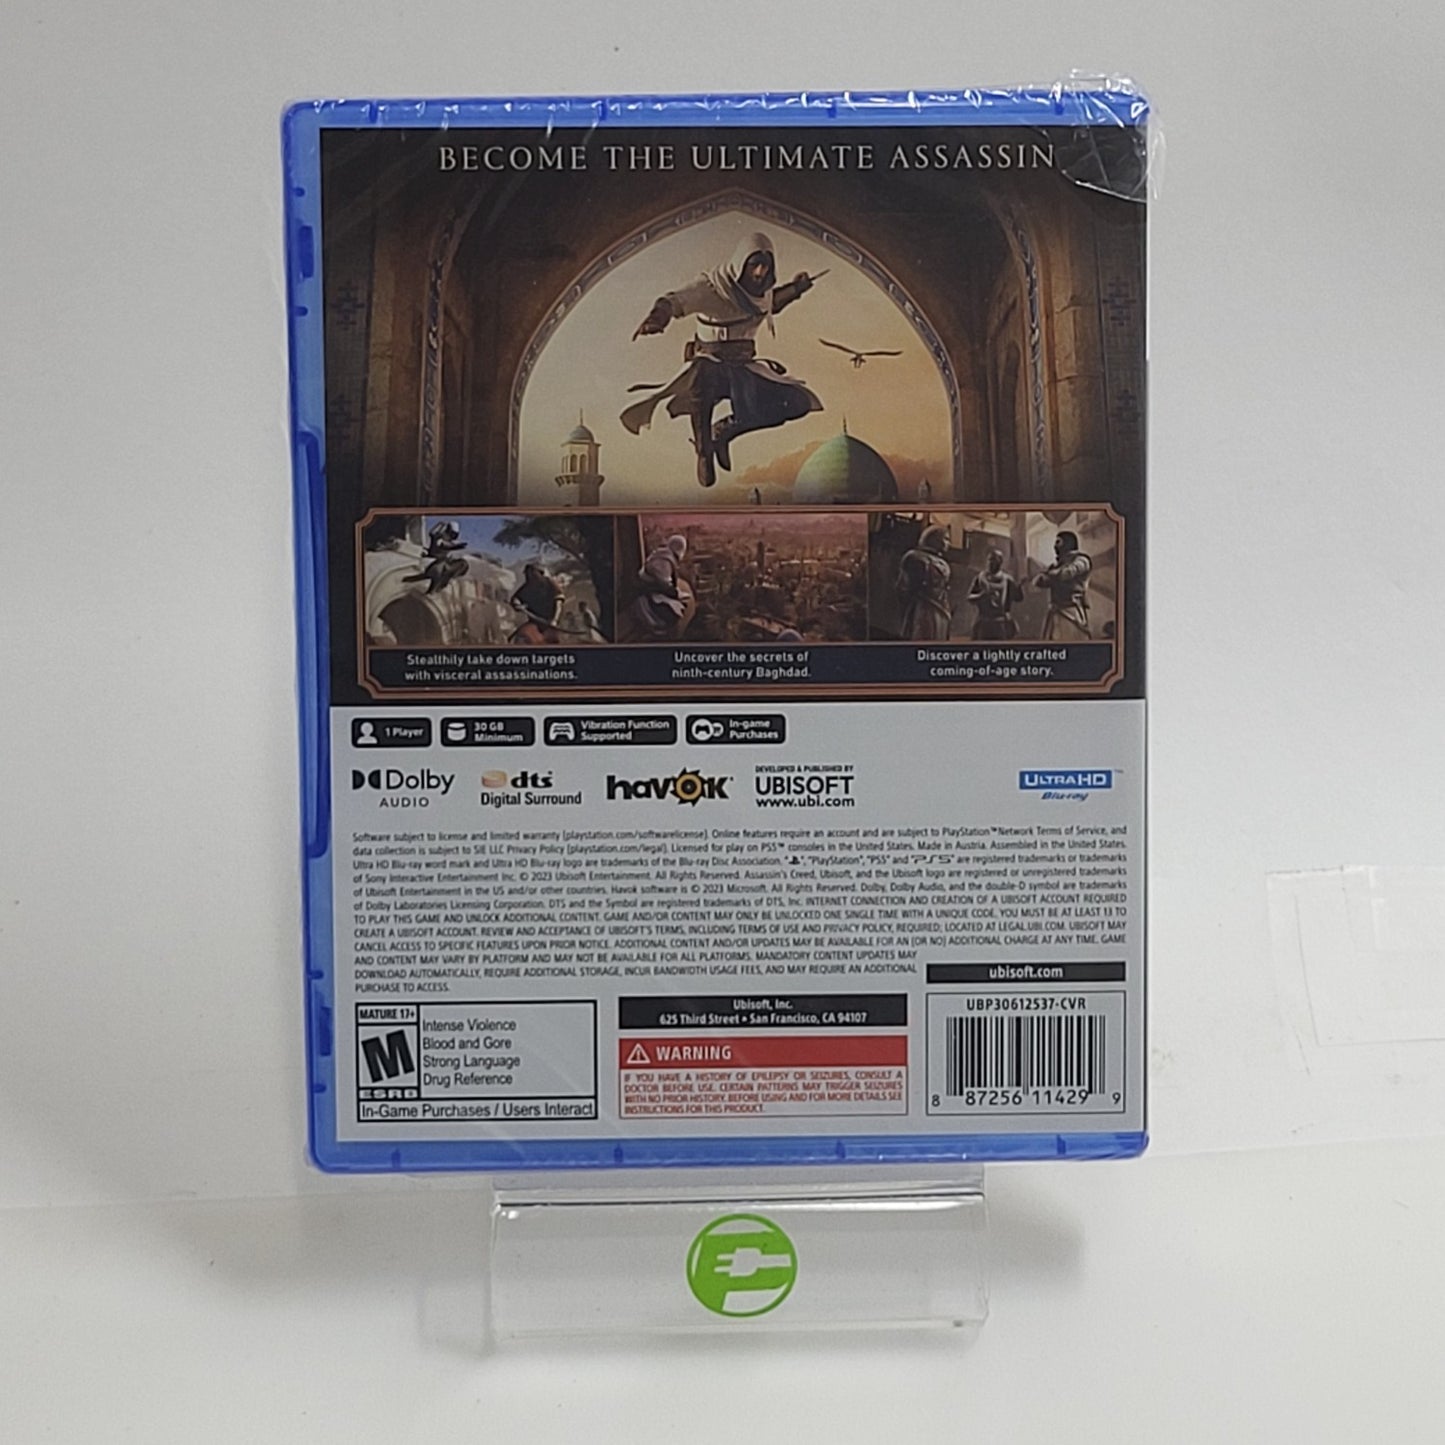 BECOME THE ULTIMATE ASSASSIN
Stealthily take down targets
with visceral assassinations.
Uncover the secrets of
ninth-century Baghdad.
Discover a tightly crafted
coming-of-age story.
1 Player
30 GB
Minimum
Vibration Function
Supported
In-game
Purchases
Dolby
AUDIO
dts
Digital Surround
havok
DEVELOPED & PUBLISHED BY
UBISOFT
www.ubi.com
ULTRA HD
Blu-ray
Software subject to license and limited warranty (playstation.com/softwarelicense). Online features require an account and are subject to PlayStation™Network Terms of Service, and
data collection is subject to SIE LLC Privacy Policy (playstation.com/legal). Licensed for play on PS5™ consoles in the United States. Made in Austria. Assembled in the United States.
Ultra HD Blu-ray word mark and Ultra HD Blu-ray logo are trademarks of the Blu-ray Disc Association. " ", "PlayStation", "PS5" and "PS5" are registered trademarks or trademarks
of Sony Interactive Entertainment Inc. © 2023 Ubisoft Entertainment. All Rights Reserved. Assassin's Creed, Ubisoft, and the Ubisoft logo are registered or unregistered trademarks
of Ubisoft Entertainment in the US and/or other countries. Havok software is © 2023 Microsoft. All Rights Reserved. Dolby, Dolby Audio, and the double-D symbol are trademarks
of Dolby Laboratories Licensing Corporation. DTS and the Symbol are registered trademarks of DTS, Inc. INTERNET CONNECTION AND CREATION OF A UBISOFT ACCOUNT REQUIRED
TO PLAY THIS GAME AND UNLOCK ADDITIONAL CONTENT. GAME AND/OR CONTENT MAY ONLY BE UNLOCKED ONE SINGLE TIME WITH A UNIQUE CODE. YOU MUST BE AT LEAST 13 TO
CREATE A UBISOFT ACCOUNT. REVIEW AND ACCEPTANCE OF UBISOFT'S TERMS, INCLUDING TERMS OF USE AND PRIVACY POLICY, REQUIRED; LOCATED AT LEGAL.UBI.COM. UBISOFT MAY
CANCEL ACCESS TO SPECIFIC FEATURES UPON PRIOR NOTICE. ADDITIONAL CONTENT AND/OR UPDATES MAY BE AVAILABLE FOR AN (OR NO) ADDITIONAL CHARGE AT ANY TIME. GAME
AND CONTENT MAY VARY BY PLATFORM AND MAY NOT BE AVAILABLE FOR ALL PLATFORMS. MANDATORY CONTENT UPDATES MAY
DOWNLOAD AUTOMATICALLY, REQUIRE ADDITIONAL STORAGE, INCUR BANDWIDTH USAGE FEES, AND MAY REQUIRE AN ADDITIONAL
PURCHASE TO ACCESS.
ubisoft.com
MATURE 17+
M
ESRB
Intense Violence
Blood and Gore
Strong Language
Drug Reference
In-Game Purchases / Users Interact
Ubisoft, Inc.
625 Third Street • San Francisco, CA 94107
WARNING
IF YOU HAVE A HISTORY OF EPILEPSY OR SEIZURES, CONSULT A
DOCTOR BEFORE USE. CERTAIN PATTERNS MAY TRIGGER SEIZURES
WITH NO PRIOR HISTORY. BEFORE USING AND FOR MORE DETAILS SEE
INSTRUCTIONS FOR THIS PRODUCT.
UBP30612537-CVR
8 87256 11429 9